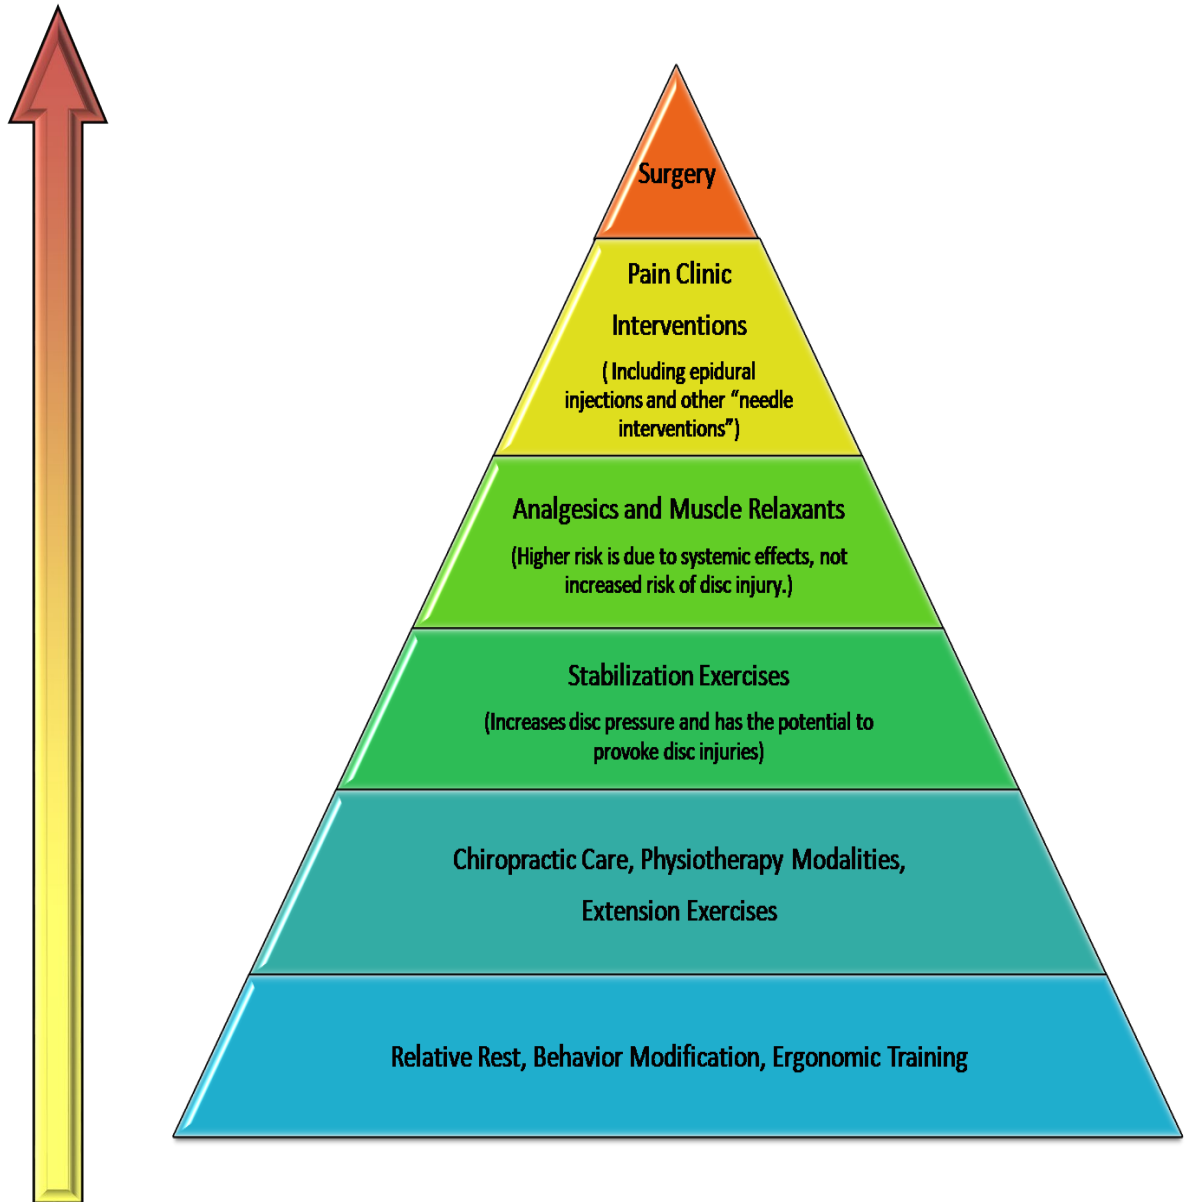 Surgery
Pain Clinic
Interventions
( Including epidural
injections and other “needle
interventions”)
Analgesics and Muscle Relaxants
(Higher risk is due to systemic effects, not
increased risk of disc injury.)
Stabilization Exercises
(Increases disc pressure and has the potential to
provoke disc injuries)
Chiropractic Care, Physiotherapy Modalities,
Extension Exercises
Relative Rest, Behavior Modification, Ergonomic Training